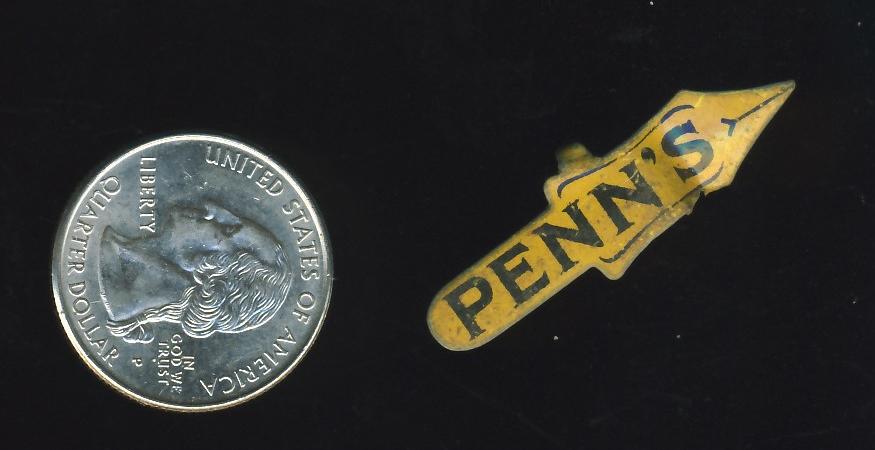 UNITED STATES OF AMERICA
LIBERTY
IN
GOD WE
TRUST
P
QUARTER DOLLAR
PENN'S